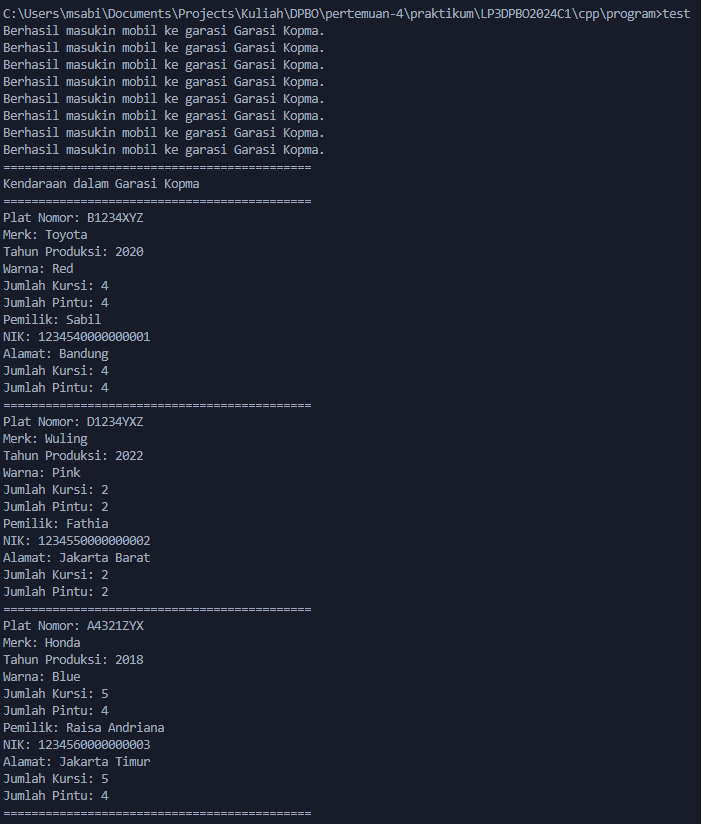 C:\Users\msabi\Documents\Projects\Kuliah\DPBO\pertemuan-4\praktikum\LP3DPBO2024C1\cpp\program>test
Berhasil masukin mobil ke garasi Garasi Kopma.
Berhasil masukin mobil ke garasi Garasi Kopma.
Berhasil masukin mobil ke garasi Garasi Kopma.
Berhasil masukin mobil ke garasi Garasi Kopma.
Berhasil masukin mobil ke garasi Garasi Kopma.
Berhasil masukin mobil ke garasi Garasi Kopma.
Berhasil masukin mobil ke garasi Garasi Kopma.
Berhasil masukin mobil ke garasi Garasi Kopma.
============================================
Kendaraan dalam Garasi Kopma
============================================
Plat Nomor: B1234XYZ
Merk: Toyota
Tahun Produksi: 2020
Warna: Red
Jumlah Kursi: 4
Jumlah Pintu: 4
Pemilik: Sabil
NIK: 1234540000000001
Alamat: Bandung
Jumlah Kursi: 4
Jumlah Pintu: 4
============================================
Plat Nomor: D1234YXZ
Merk: Wuling
Tahun Produksi: 2022
Warna: Pink
Jumlah Kursi: 2
Jumlah Pintu: 2
Pemilik: Fathia
NIK: 1234550000000002
Alamat: Jakarta Barat
Jumlah Kursi: 2
Jumlah Pintu: 2
============================================
Plat Nomor: A4321ZYX
Merk: Honda
Tahun Produksi: 2018
Warna: Blue
Jumlah Kursi: 5
Jumlah Pintu: 4
Pemilik: Raisa Andriana
NIK: 1234560000000003
Alamat: Jakarta Timur
Jumlah Kursi: 5
Jumlah Pintu: 4
============================================